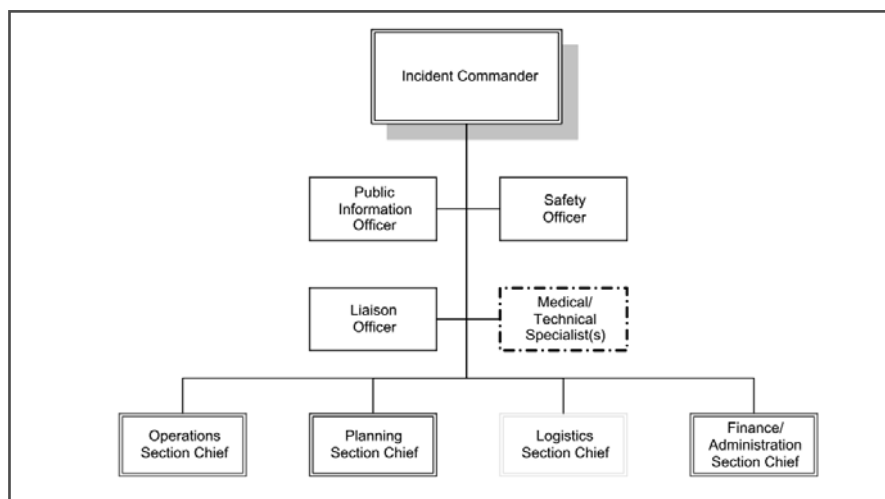 Incident Commander
Public
Information
Officer
Safety
Officer
Liaison
Officer
Medical/
Technical
Specialist(s)
Operations
Section Chief
Planning
Section Chief
Logistics
Section Chief
Finance/
Administration
Section Chief